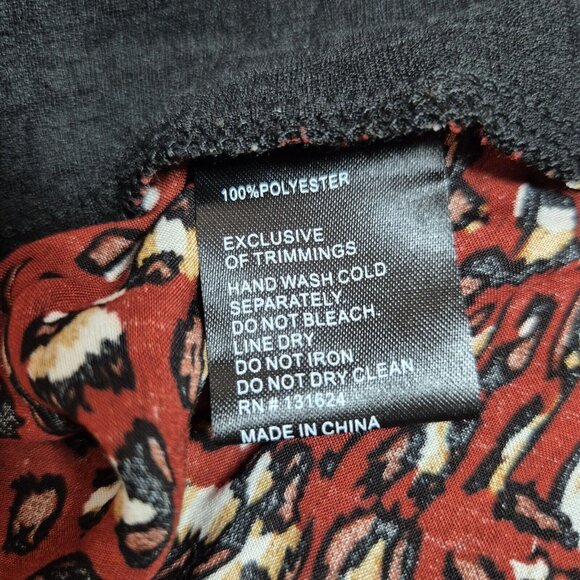 100%POLYESTER
EXCLUSIVE
OF TRIMMINGS
HAND WASH COLD
SEPARATELY
DO NOT BLEACH.
LINE DRY
DO NOT IRON
DO NOT DRY CLEAN
RN # 131624
MADE IN CHINA